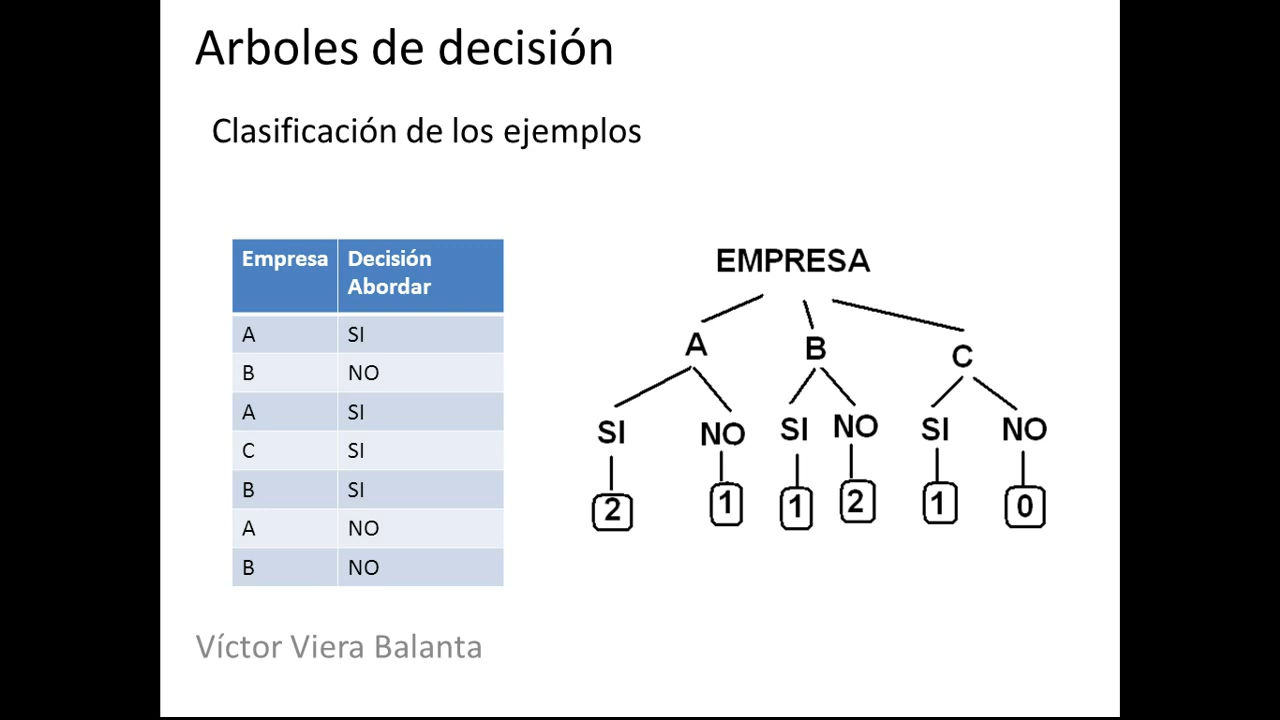 Arboles de decisión
Clasificación de los ejemplos
Empresa Decisión
Abordar
A SI
B NO
A SI
C SI
B SI
A NO
B NO
EMPRESA
A B C
SI NO SI NO SI NO
2 1 1 2 1 0
Víctor Viera Balanta